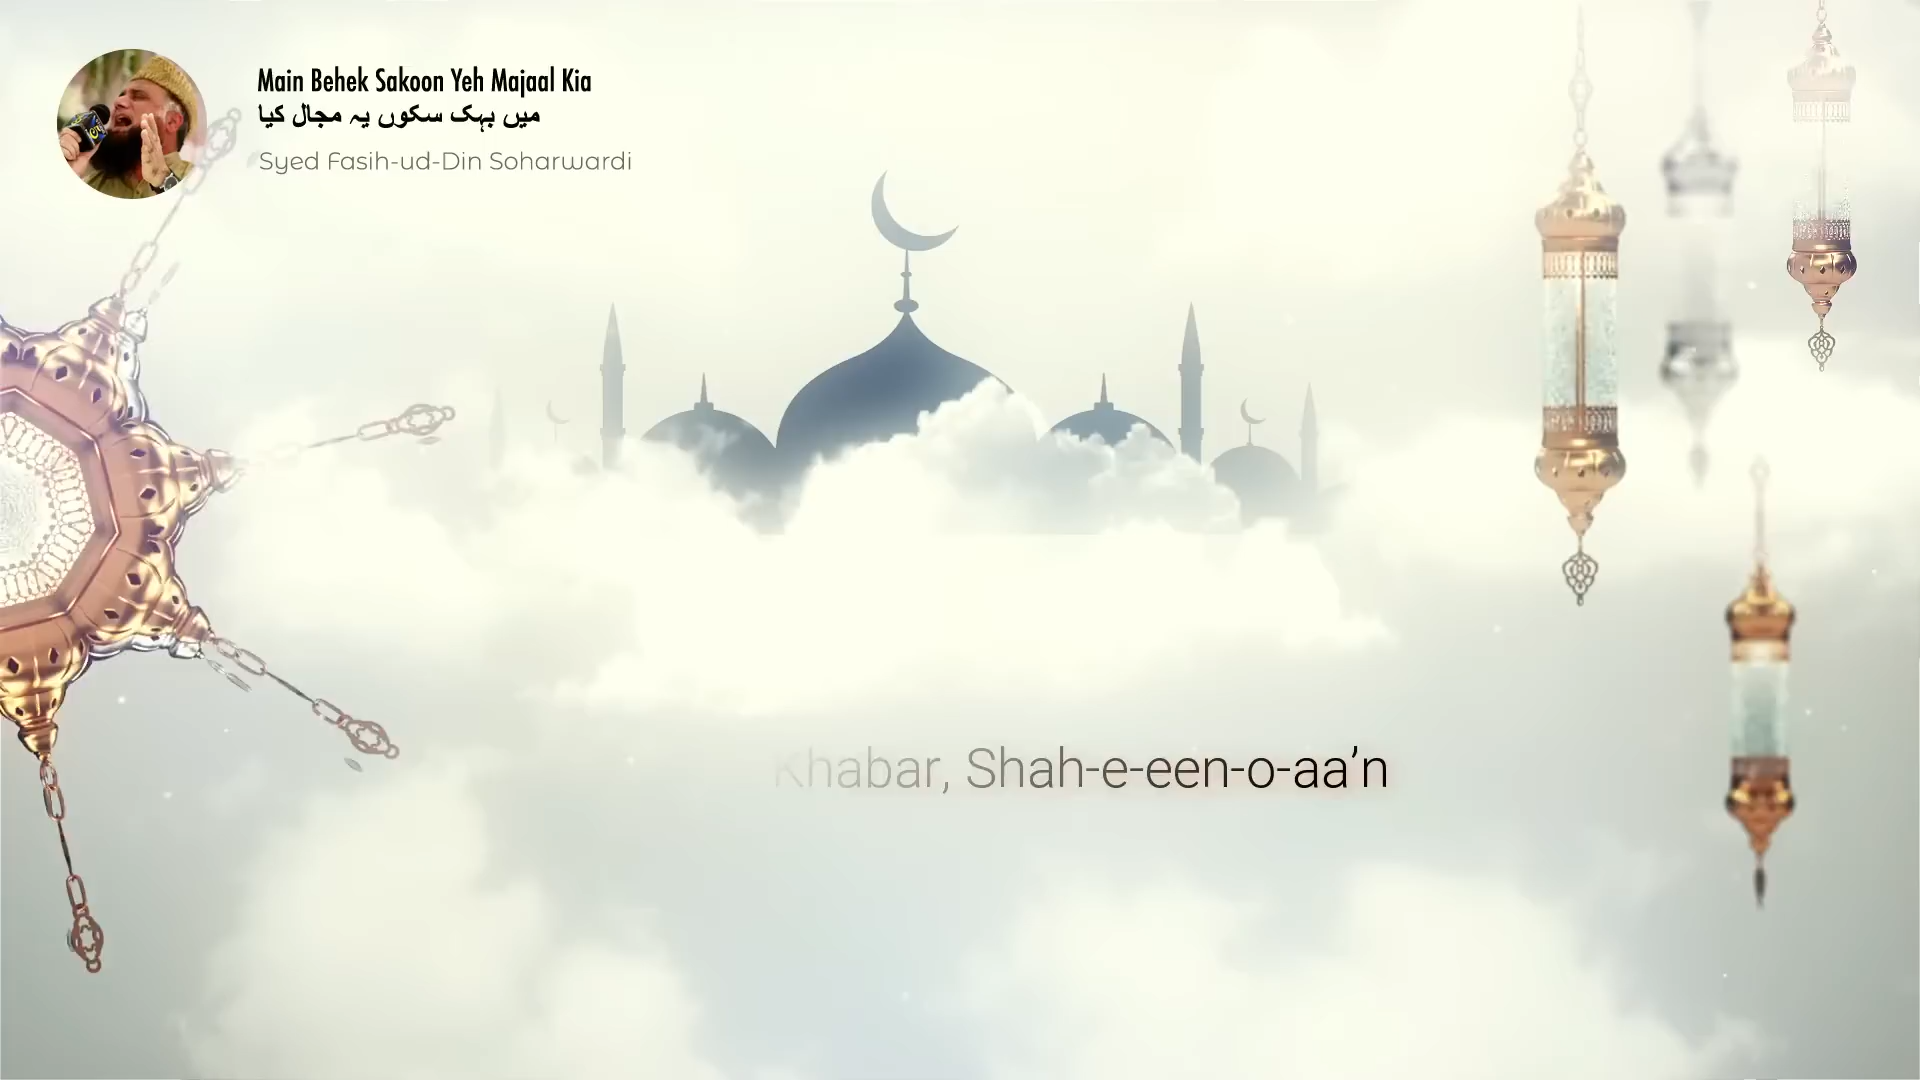 Main Behek Sakoon Yeh Majaal Kia
میں بہک سکوں یہ مجال کیا
Syed Fasih-ud-Din Soharwardi
Khabar, Shah-e-een-o-aa’n